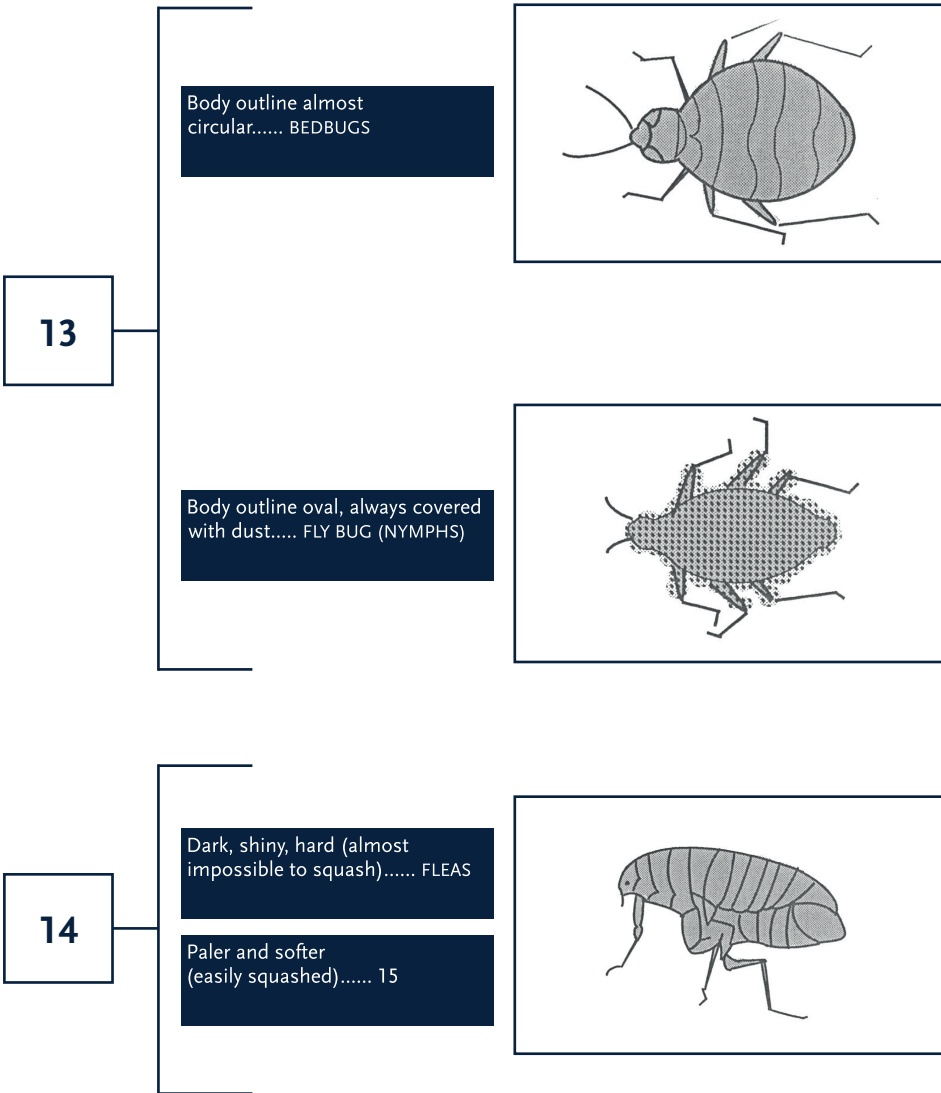 Body outline almost
circular...... BEDBUGS
13
Body outline oval, always covered
with dust..... FLY BUG (NYMPHS)
Dark, shiny, hard (almost
impossible to squash)...... FLEAS
14
Paler and softer
(easily squashed)...... 15